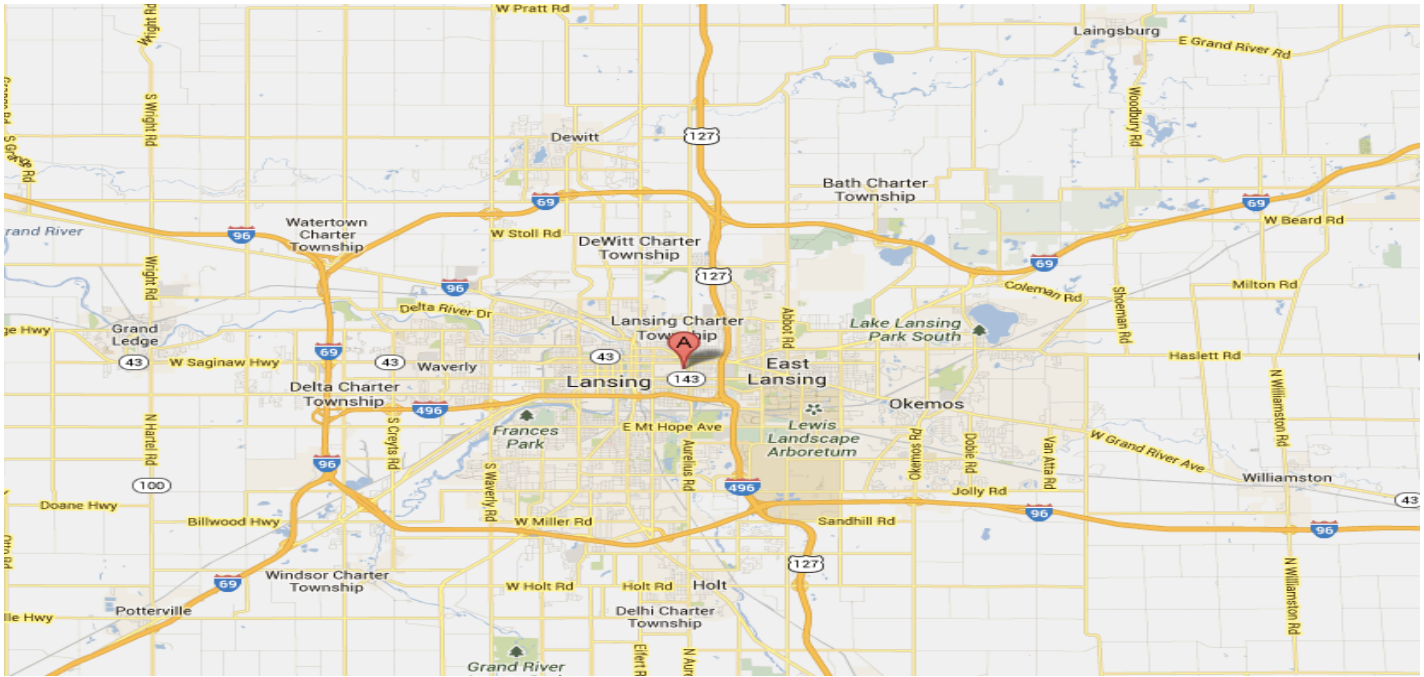 W Pratt Rd
Wright Rd
Laingsburg
E Grand River Rd
S Wright Rd
Woodbury Rd
127
Dewitt
Bath Charter
Township
69
69
W Beard Rd
Watertown
Charter
Township
96
W Stoll Rd
DeWitt Charter
Township
Wright Rd
127
69
96
Coleman Rd
Milton Rd
Shoeman Rd
Delta River Dr
Abbot Rd
Grand
Ledge
Lansing Charter
Township
A
Lake Lansing
Park South
43
W Saginaw Hwy
69
43
Waverly
43
Haslett Rd
East
Lansing
143
Lansing
Delta Charter
Township
496
N Hartel Rd
S Creyts Rd
Frances
Park
E Mt Hope Ave
Lewis
Landscape
Arboretum
Okemos
Okemos Rd
Dobie Rd
Van Atta Rd
W Grand River Ave
N Williamston Rd
Aurelius Rd
S Waverly Rd
96
100
496
Jolly Rd
Williamston
43
Doane Hwy
Billwood Hwy
W Miller Rd
Sandhill Rd
96
96
127
69
Windsor Charter
Township
W Holt Rd
Holt Rd
Holt
N Williamston Rd
Potterville
Delhi Charter
Township
Eifert R
N Aure
Grand River